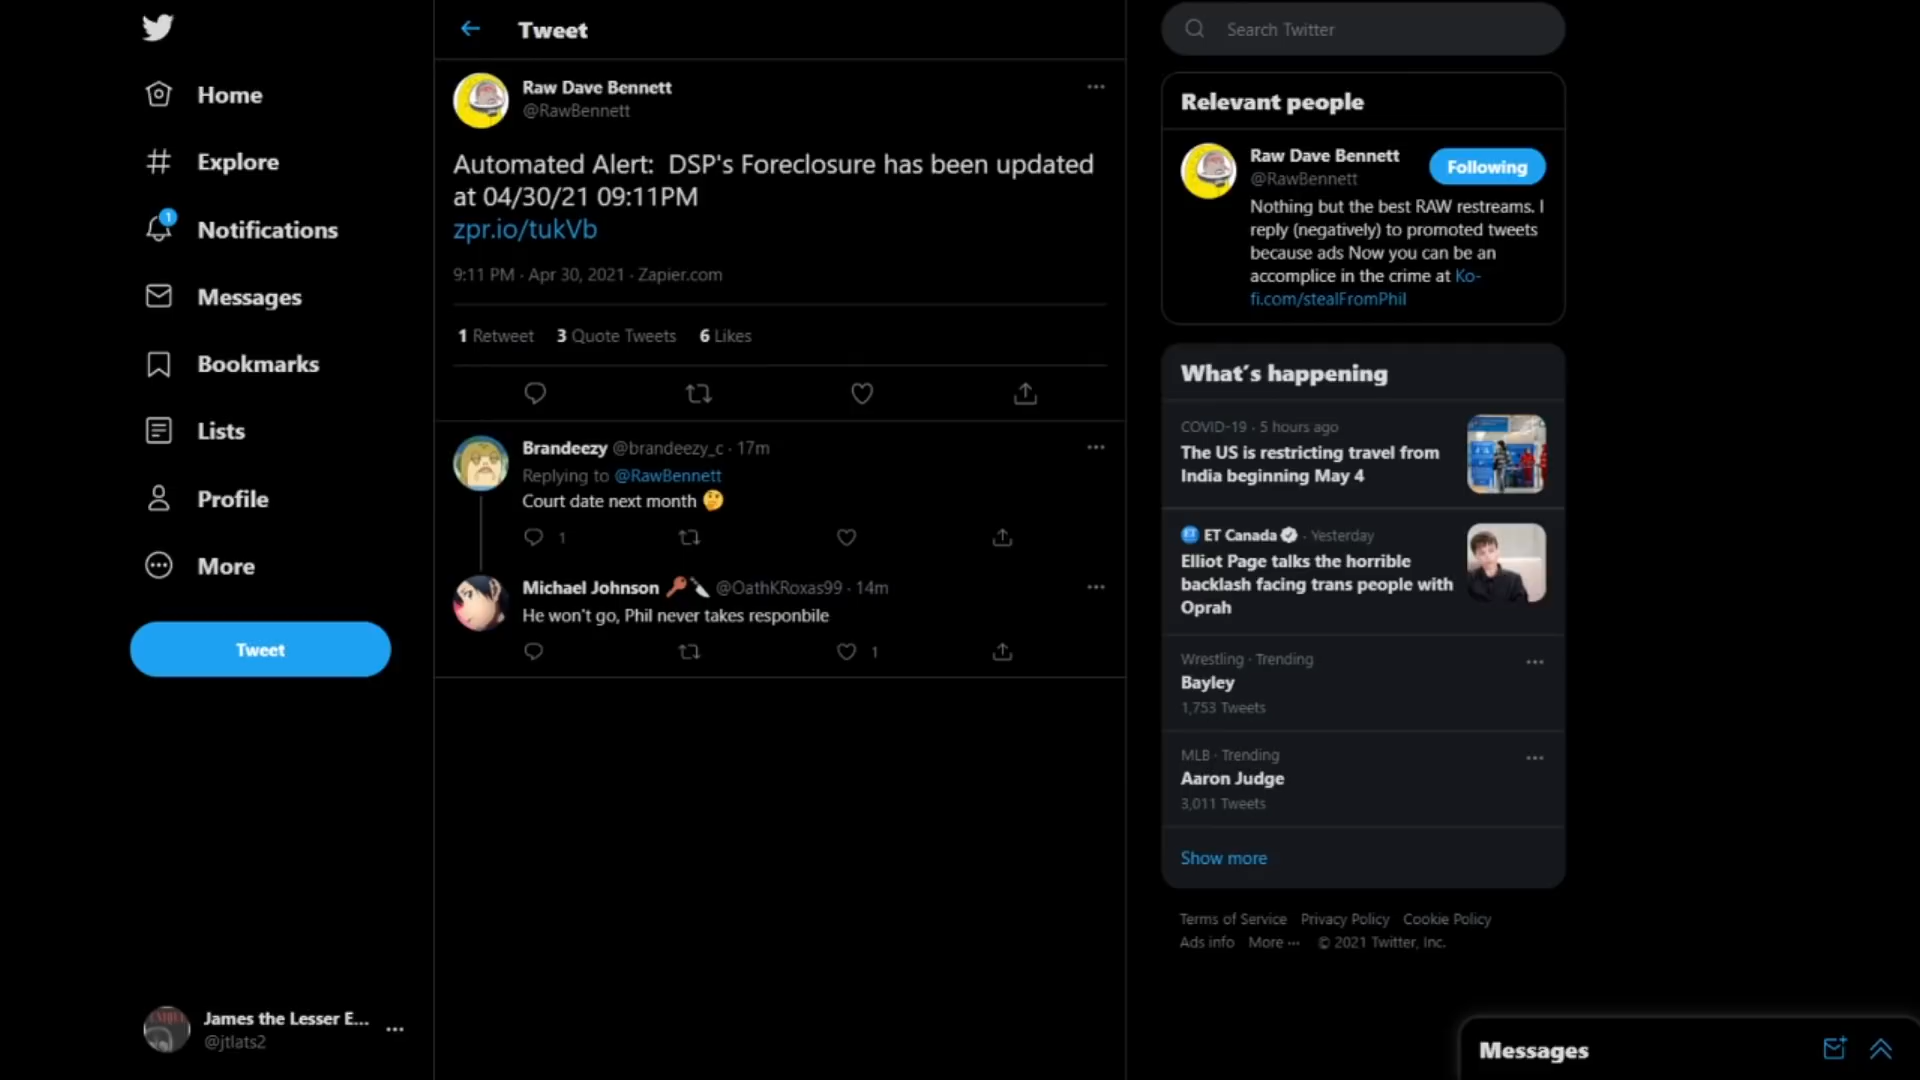 Home
Explore
1
Notifications
Messages
Bookmarks
Lists
Profile
More
Tweet
James the Lesser E...
@jtlats2
Tweet
Raw Dave Bennett
@RawBennett
Automated Alert: DSP's Foreclosure has been updated
at 04/30/21 09:11PM
zpr.io/tukVb
9:11 PM · Apr 30, 2021 · Zapier.com
1 Retweet 3 Quote Tweets 6 Likes
Brandeezy @brandeezy_c · 17m
Replying to @RawBennett
Court date next month 🤔
1
Michael Johnson @OathKRoxas99 · 14m
He won't go, Phil never takes responbile
1
Search Twitter
Relevant people
Raw Dave Bennett
@RawBennett
Following
Nothing but the best RAW restreams. I
reply (negatively) to promoted tweets
because ads Now you can be an
accomplice in the crime at Ko-
fi.com/stealFromPhil
What's happening
COVID-19 · 5 hours ago
The US is restricting travel from
India beginning May 4
ET Canada · Yesterday
Elliot Page talks the horrible
backlash facing trans people with
Oprah
Wrestling · Trending
Bayley
1,753 Tweets
MLB · Trending
Aaron Judge
3,011 Tweets
Show more
Terms of Service Privacy Policy Cookie Policy
Ads info More ··· © 2021 Twitter, Inc.
Messages